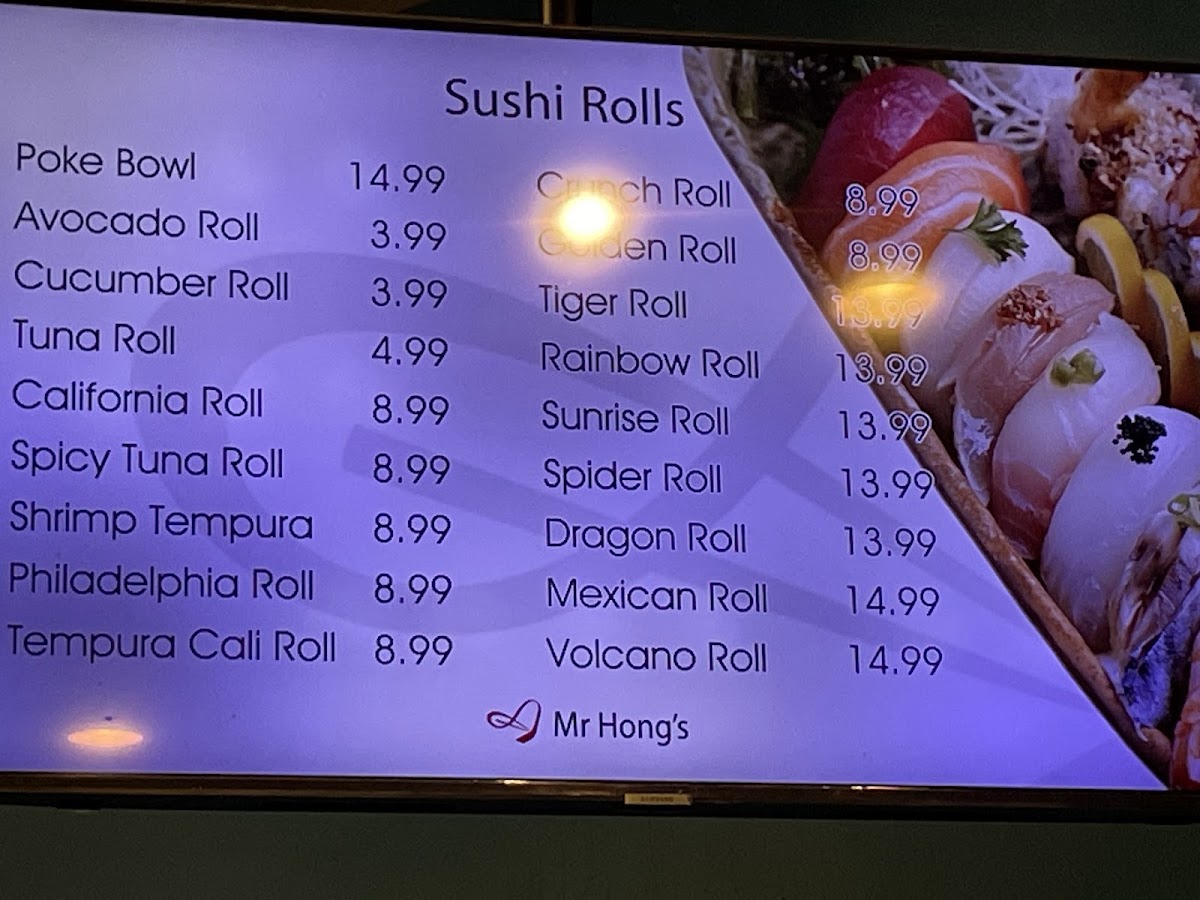 Sushi Rolls
Poke Bowl 14.99
Avocado Roll 3.99
Cucumber Roll 3.99
Tuna Roll 4.99
California Roll 8.99
Spicy Tuna Roll 8.99
Shrimp Tempura 8.99
Philadelphia Roll 8.99
Tempura Cali Roll 8.99
Crunch Roll 8.99
Golden Roll 8.99
Tiger Roll 13.99
Rainbow Roll 13.99
Sunrise Roll 13.99
Spider Roll 13.99
Dragon Roll 13.99
Mexican Roll 14.99
Volcano Roll 14.99
Mr Hong's
SAMSUNG